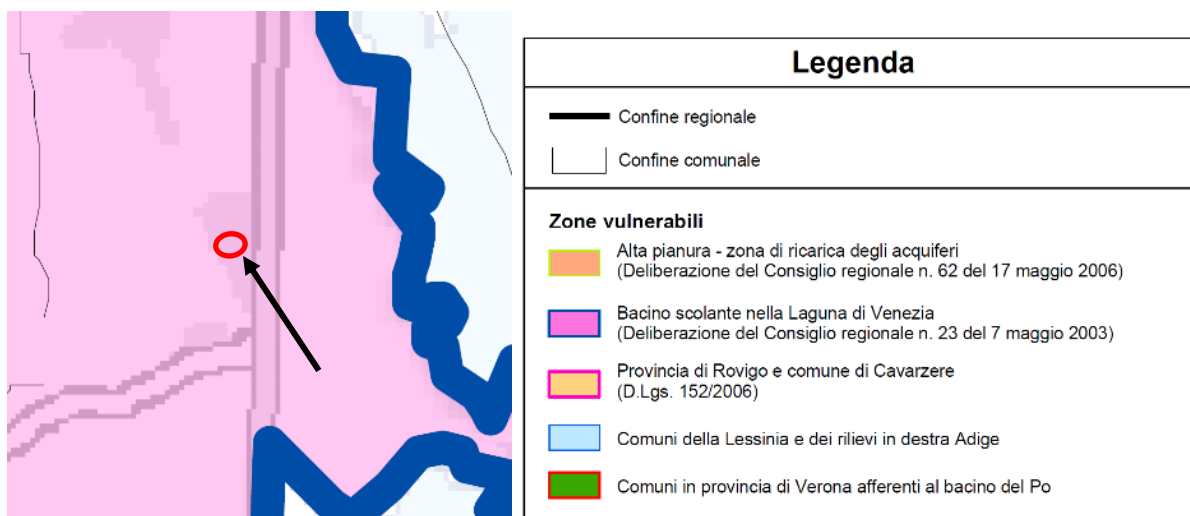 Legenda
Confine regionale
Confine comunale
Zone vulnerabili
Alta pianura - zona di ricarica degli acquiferi
(Deliberazione del Consiglio regionale n. 62 del 17 maggio 2006)
Bacino scolante nella Laguna di Venezia
(Deliberazione del Consiglio regionale n. 23 del 7 maggio 2003)
Provincia di Rovigo e comune di Cavarzere
(D.Lgs. 152/2006)
Comuni della Lessinia e dei rilievi in destra Adige
Comuni in provincia di Verona afferenti al bacino del Po